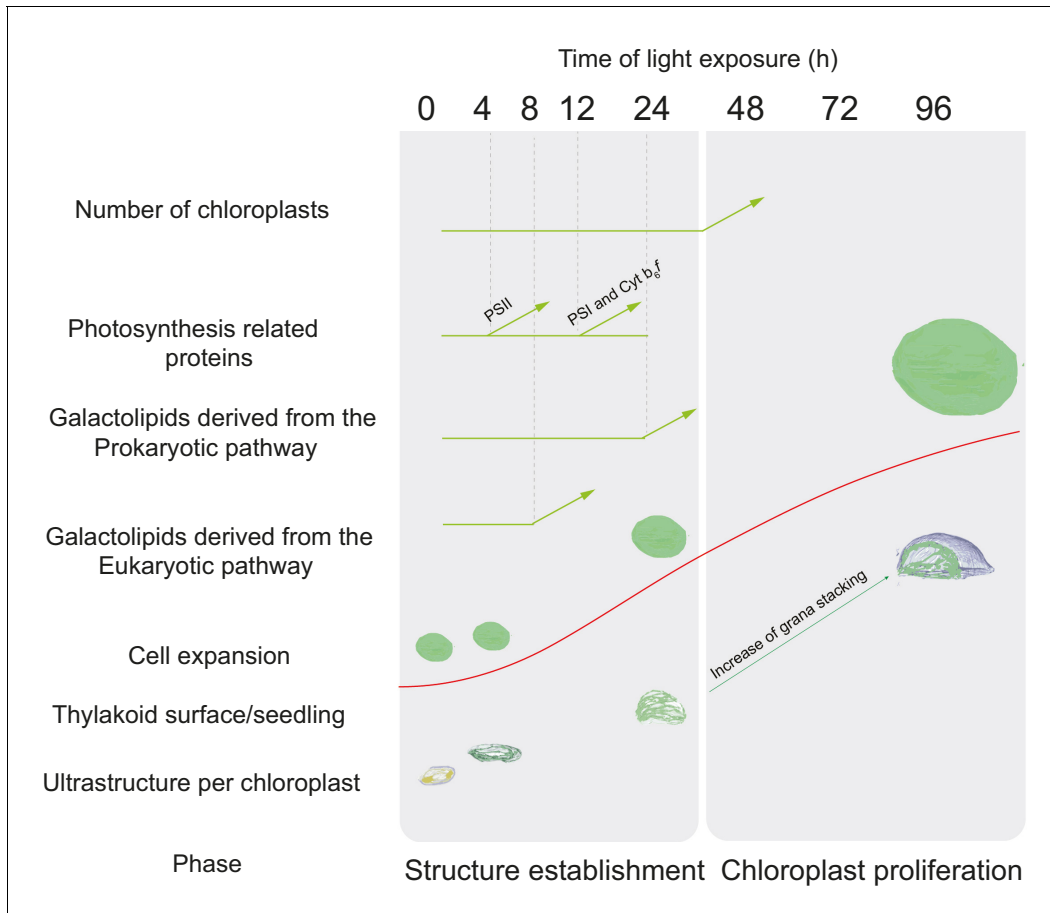 Time of light exposure (h)
0 4 8 12 24 48 72 96
Number of chloroplasts
PSII
PSI and Cyt b₆f
Photosynthesis related
proteins
Galactolipids derived from the
Prokaryotic pathway
Galactolipids derived from the
Eukaryotic pathway
Increase of grana stacking
Cell expansion
Thylakoid surface/seedling
Ultrastructure per chloroplast
Phase
Structure establishment
Chloroplast proliferation